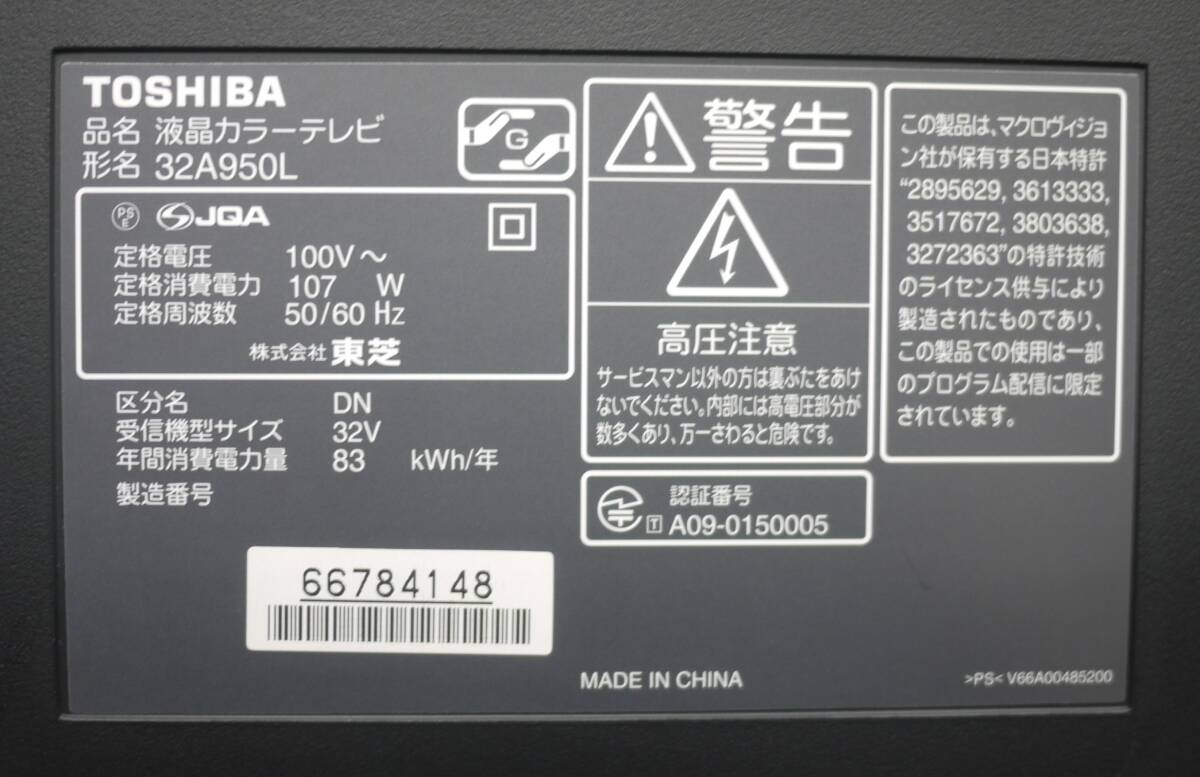 TOSHIBA
品名 液晶カラーテレビ
形名 32A950L
G
PS
E
JQA
定格電圧 100V～
定格消費電力 107 W
定格周波数 50/60 Hz
株式会社 東芝
区分名 DN
受信機型サイズ 32V
年間消費電力量 83 kWh/年
製造番号
66784148
警告
高圧注意
サービスマン以外の方は裏ぶたをあけ
ないでください。内部には高電圧部分が
数多くあり、万一さわると危険です。
認証番号
T A09-0150005
この製品は、マクロヴィジョ
ン社が保有する日本特許
“2895629, 3613333,
3517672, 3803638,
3272363”の特許技術
のライセンス供与により
製造されたものであり、
この製品での使用は一部
のプログラム配信に限定
されています。
MADE IN CHINA
>PS< V66A00485200